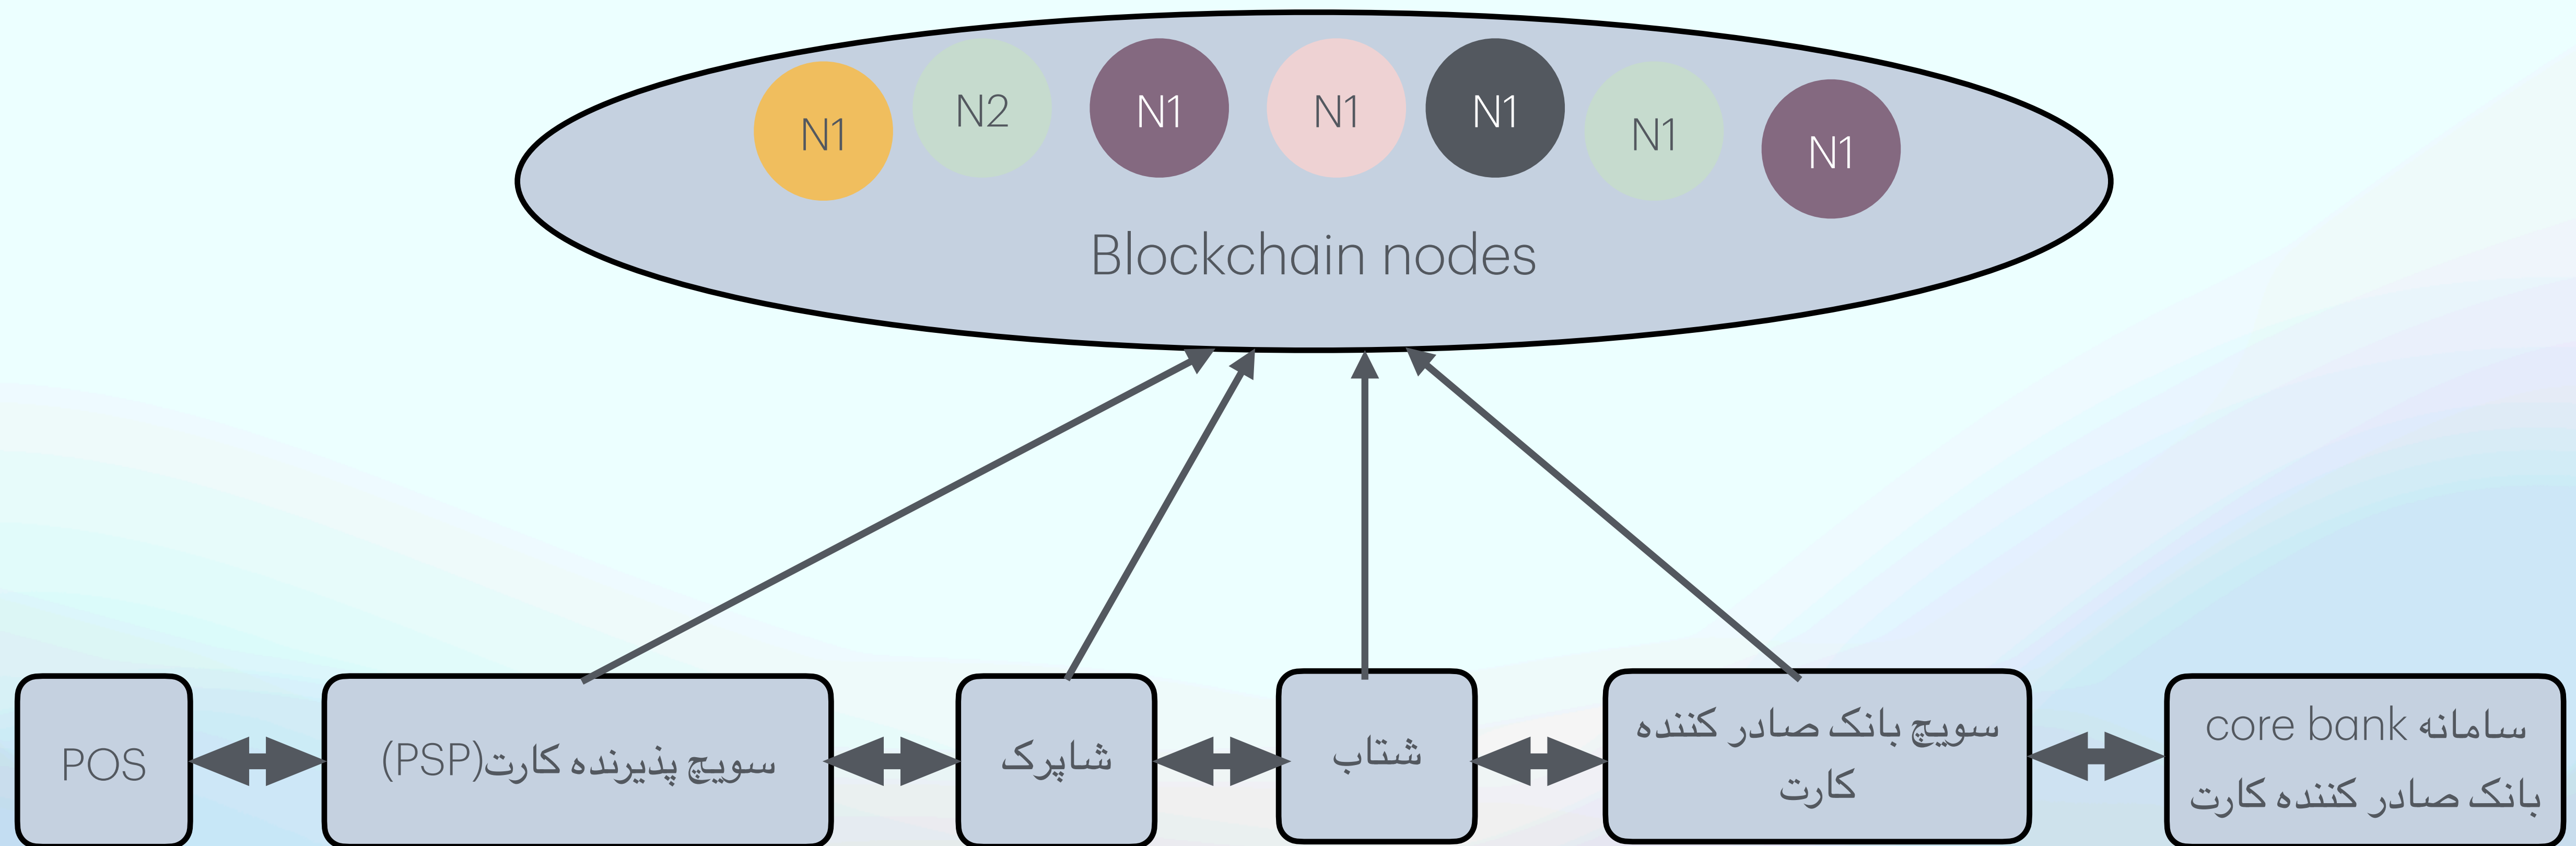 N1
N2
N1
N1
N1
N1
N1
Blockchain nodes
POS
سویچ پذیرنده کارت(PSP)
شاپرک
شتاب
سویچ بانک صادر کننده
کارت
سامانه core bank
بانک صادر کننده کارت